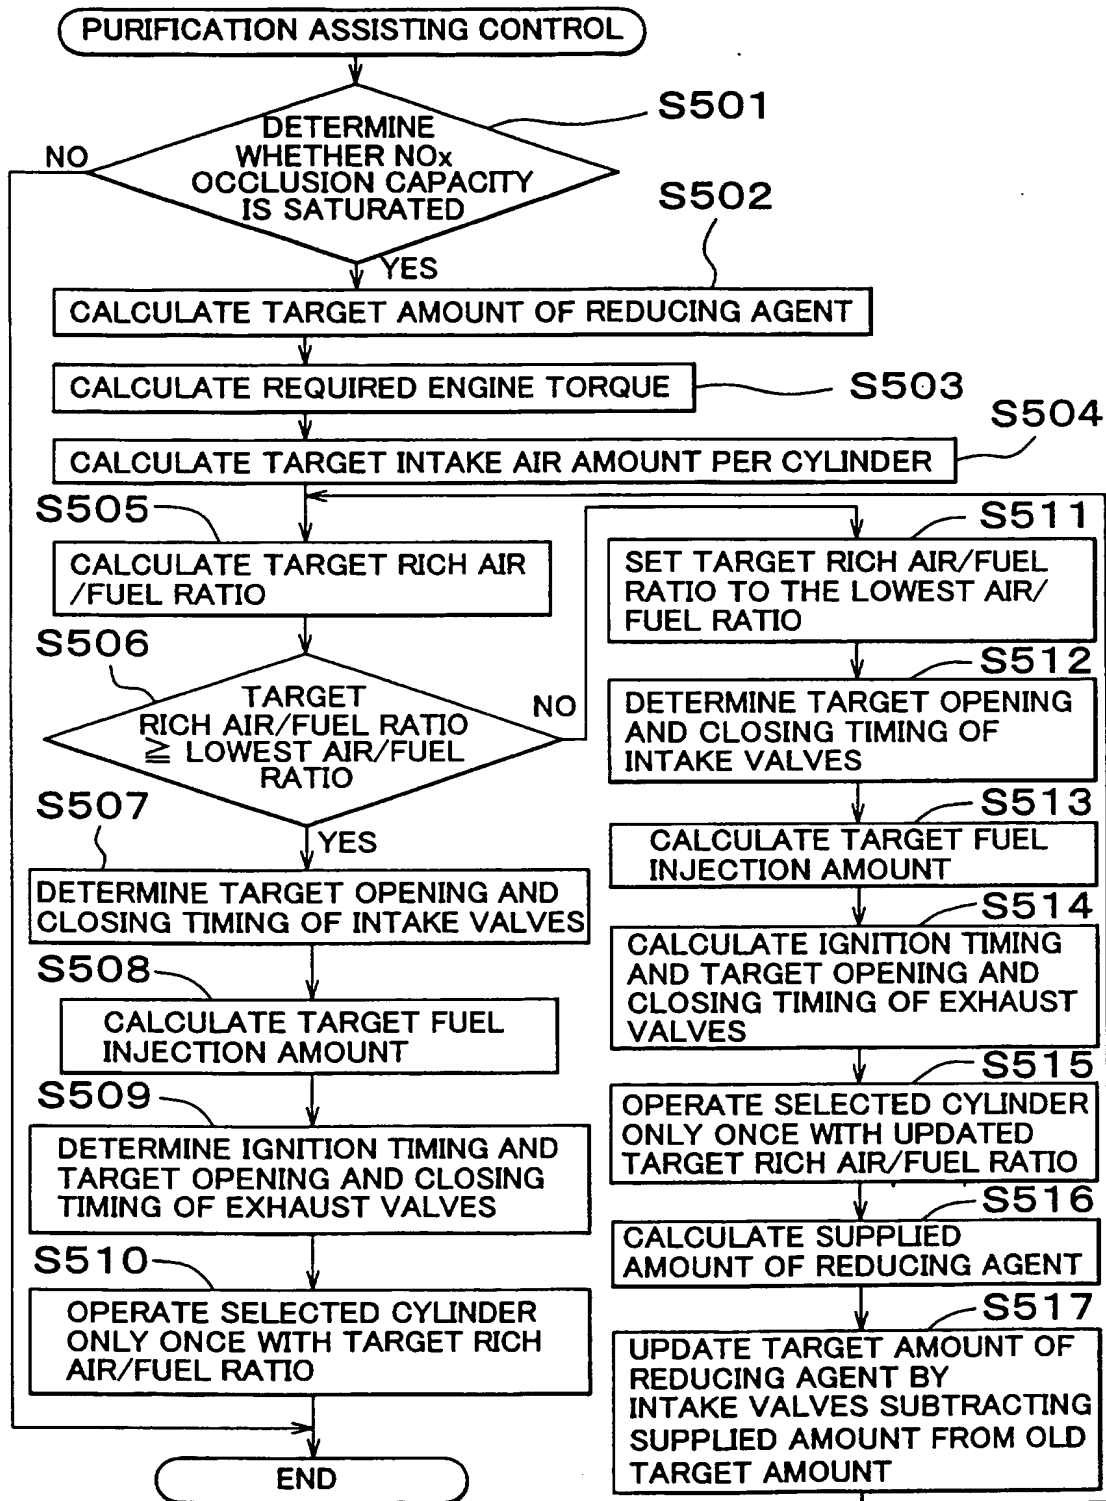 PURIFICATION ASSISTING CONTROL
S501
DETERMINE
WHETHER NOx
OCCLUSION CAPACITY
IS SATURATED
NO
YES
S502
CALCULATE TARGET AMOUNT OF REDUCING AGENT
CALCULATE REQUIRED ENGINE TORQUE
S503
S504
CALCULATE TARGET INTAKE AIR AMOUNT PER CYLINDER
S505
CALCULATE TARGET RICH AIR
/FUEL RATIO
S506
TARGET
RICH AIR/FUEL RATIO
≧ LOWEST AIR/FUEL
RATIO
NO
YES
S507
DETERMINE TARGET OPENING AND
CLOSING TIMING OF INTAKE VALVES
S508
CALCULATE TARGET FUEL
INJECTION AMOUNT
S509
DETERMINE IGNITION TIMING AND
TARGET OPENING AND CLOSING
TIMING OF EXHAUST VALVES
S510
OPERATE SELECTED CYLINDER
ONLY ONCE WITH TARGET RICH
AIR/FUEL RATIO
END
S511
SET TARGET RICH AIR/FUEL
RATIO TO THE LOWEST AIR/
FUEL RATIO
S512
DETERMINE TARGET OPENING
AND CLOSING TIMING OF
INTAKE VALVES
S513
CALCULATE TARGET FUEL
INJECTION AMOUNT
S514
CALCULATE IGNITION TIMING
AND TARGET OPENING AND
CLOSING TIMING OF EXHAUST
VALVES
S515
OPERATE SELECTED CYLINDER
ONLY ONCE WITH UPDATED
TARGET RICH AIR/FUEL RATIO
S516
CALCULATE SUPPLIED
AMOUNT OF REDUCING AGENT
S517
UPDATE TARGET AMOUNT OF
REDUCING AGENT BY
INTAKE VALVES SUBTRACTING
SUPPLIED AMOUNT FROM OLD
TARGET AMOUNT